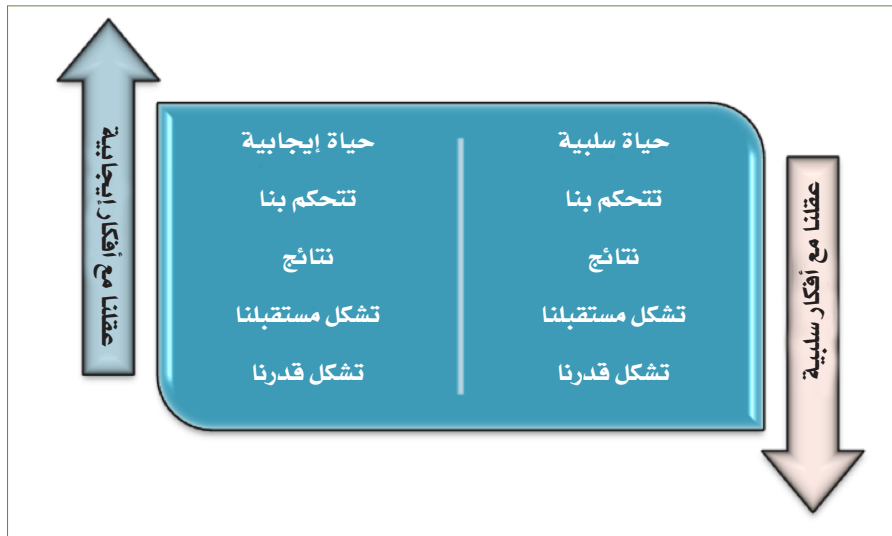 عقلنا مع أفكار سلبية
حياة سلبية
تتحكم بنا
نتائج
تشكل مستقبلنا
تشكل قدرنا
حياة إيجابية
تتحكم بنا
نتائج
تشكل مستقبلنا
تشكل قدرنا
عقلنا مع أفكار إيجابية